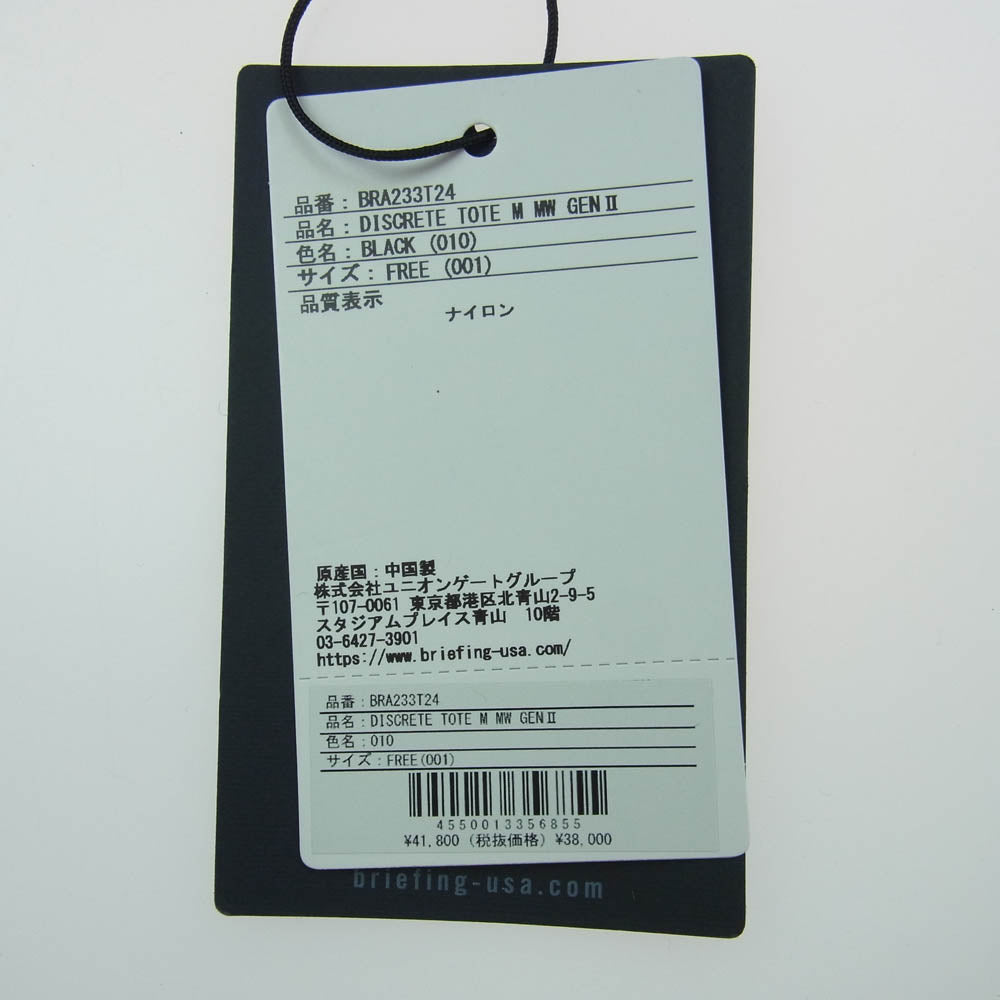 品番：BRA233T24
品名：DISCRETE TOTE M MW GENⅡ
色名：BLACK (010)
サイズ：FREE (001)
品質表示
ナイロン
原産国：中国製
株式会社ユニオンゲートグループ
〒107-0061 東京都港区北青山2-9-5
スタジアムプレイス青山　10階
03-6427-3901
https://www.briefing-usa.com/
品番：BRA233T24
品名：DISCRETE TOTE M MW GENⅡ
色名：010
サイズ：FREE(001)
4550013356855
¥41,800 (税抜価格) ¥38,000
briefing-usa.com